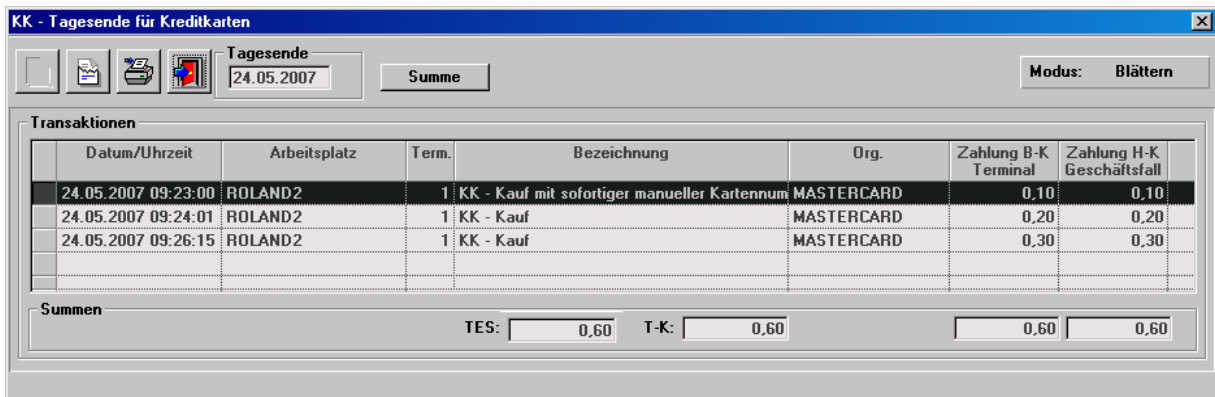 KK - Tagesende für Kreditkarten
Tagesende
24.05.2007
Summe
Modus: Blättern
Transaktionen
Datum/Uhrzeit Arbeitsplatz Term. Bezeichnung Org. Zahlung B-K Terminal Zahlung H-K Geschäftsfall
24.05.2007 09:23:00 ROLAND2 1 KK - Kauf mit sofortiger manueller Kartennum MASTERCARD 0,10 0,10
24.05.2007 09:24:01 ROLAND2 1 KK - Kauf MASTERCARD 0,20 0,20
24.05.2007 09:26:15 ROLAND2 1 KK - Kauf MASTERCARD 0,30 0,30
Summen
TES: 0,60 T-K: 0,60 0,60 0,60